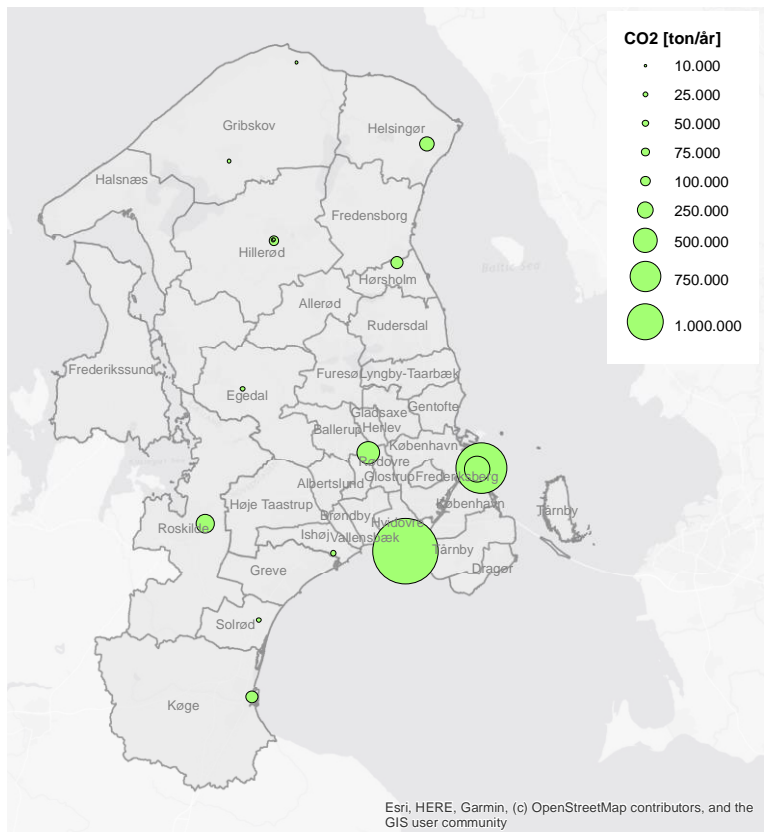 CO2 [ton/år]
10.000
25.000
50.000
75.000
100.000
250.000
500.000
750.000
1.000.000
Gribskov
Helsingør
Halsnæs
Fredensborg
Hillerød
Baltic Sea
Hørsholm
Allerød
Rudersdal
Frederikssund
Furesø
Lyngby-Taarbæk
Egedal
Gladsaxe
Gentofte
Ballerup
Herlev
København
Rødovre
Glostrup
Frederiksberg
Albertslund
Høje Taastrup
København
Tårnby
Brøndby
Hvidovre
Roskilde
Ishøj
Vallensbæk
Tårnby
Greve
Dragør
Solrød
Køge
Esri, HERE, Garmin, (c) OpenStreetMap contributors, and the
GIS user community